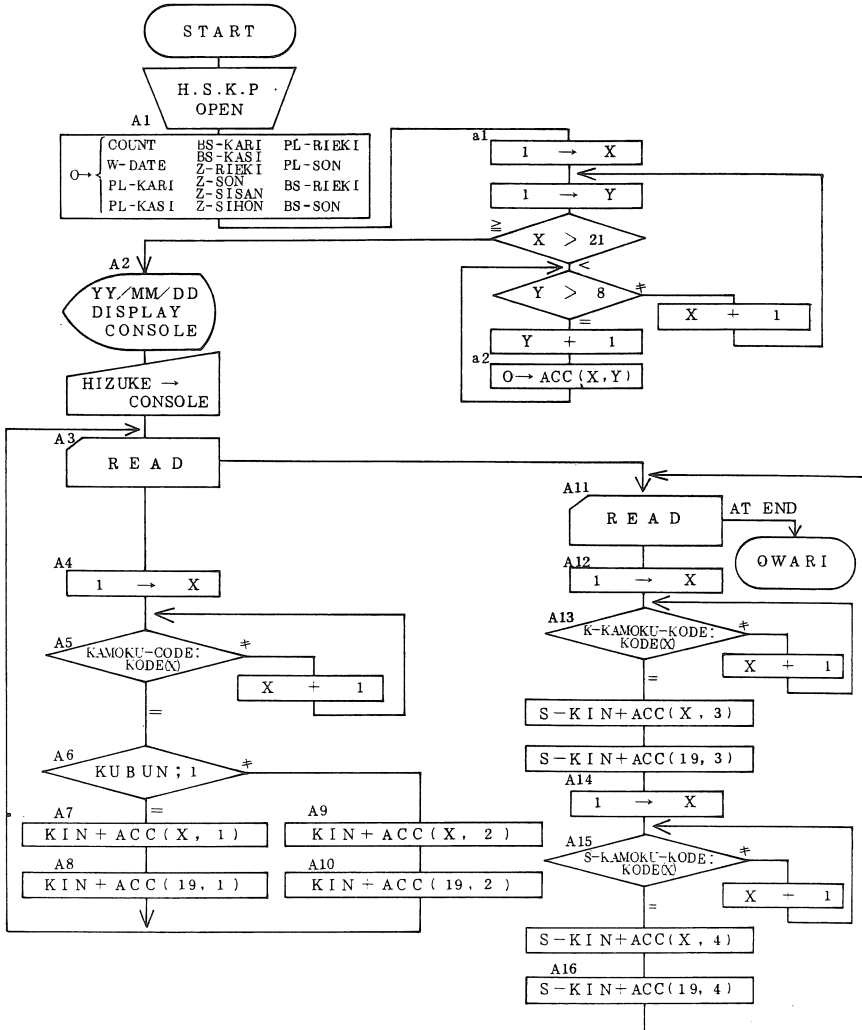 START
H.S.K.P
OPEN
A1
0→
COUNT BS-KARI PL-RIEKI
BS-KASI
W-DATE Z-RIEKI PL-SON
PL-KARI Z-SON BS-RIEKI
Z-SISAN
PL-KASI Z-SIHON BS-SON
a1
1 → X
1 → Y
≧
X > 21
<
Y > 8
≠
=
X + 1
Y + 1
a2
0→ACC(X,Y)
A2
YY/MM/DD
DISPLAY
CONSOLE
HIZUKE →
CONSOLE
A3
READ
A4
1 → X
A5
KAMOKU-CODE:
KODE(X)
≠
X + 1
=
A6
KUBUN;1
≠
=
A7
KIN+ACC(X,1)
A8
KIN+ACC(19,1)
A9
KIN+ACC(X,2)
A10
KIN+ACC(19,2)
A11
READ
AT END
OWARI
A12
1 → X
A13
K-KAMOKU-KODE:
KODE(X)
≠
X + 1
=
S-KIN+ACC(X,3)
S-KIN+ACC(19,3)
A14
1 → X
A15
S-KAMOKU-KODE:
KODE(X)
≠
X + 1
=
S-KIN+ACC(X,4)
A16
S-KIN+ACC(19,4)